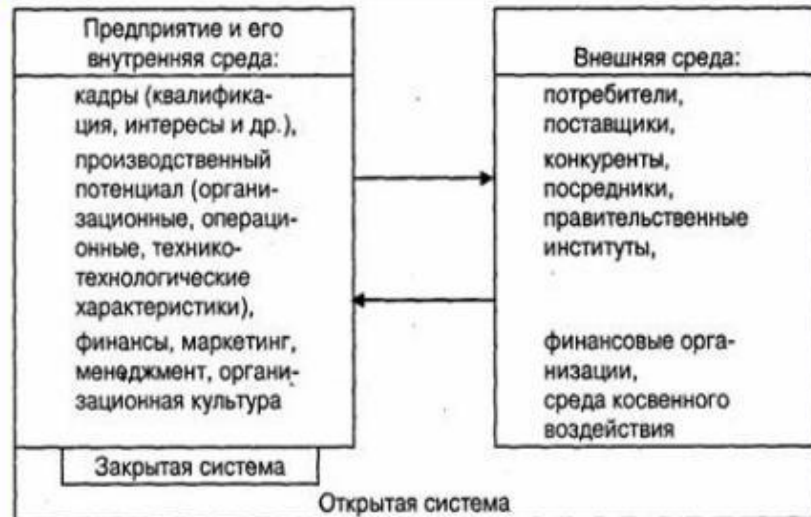 Предприятие и его
внутренняя среда:
кадры (квалифика-
ция, интересы и др.),
производственный
потенциал (органи-
зационные, операци-
онные, технико-
технологические
характеристики),
финансы, маркетинг,
менеджмент, органи-
зационная культура
Закрытая система
Внешняя среда:
потребители,
поставщики,
конкуренты,
посредники,
правительственные
институты,
финансовые орга-
низации,
среда косвенного
воздействия
Открытая система